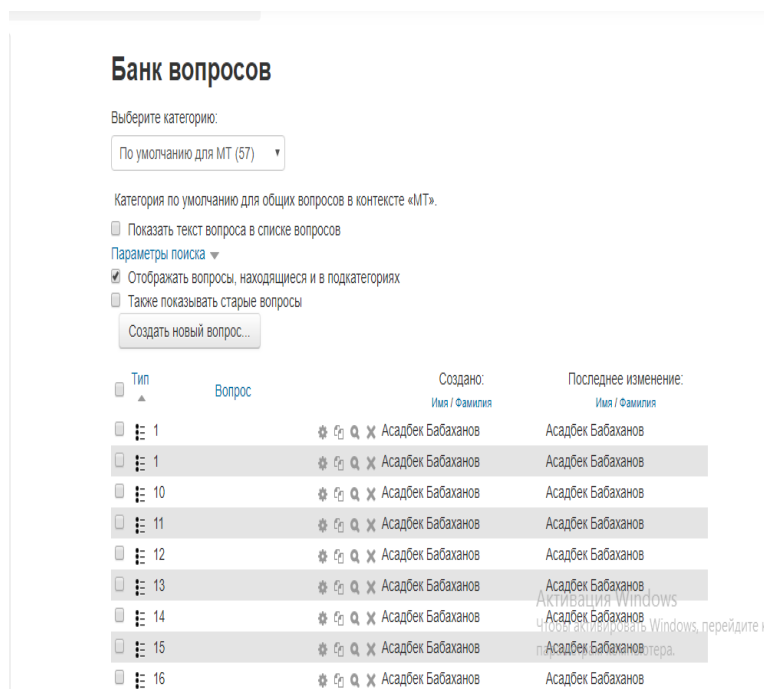 Банк вопросов
Выберите категорию:
По умолчанию для МТ (57)
Категория по умолчанию для общих вопросов в контексте «МТ».
Показать текст вопроса в списке вопросов
Параметры поиска
Отображать вопросы, находящиеся и в подкатегориях
Также показывать старые вопросы
Создать новый вопрос...
Тип Вопрос Создано: Последнее изменение:
Имя / Фамилия Имя / Фамилия
1 Асадбек Бабаханов Асадбек Бабаханов
1 Асадбек Бабаханов Асадбек Бабаханов
10 Асадбек Бабаханов Асадбек Бабаханов
11 Асадбек Бабаханов Асадбек Бабаханов
12 Асадбек Бабаханов Асадбек Бабаханов
13 Асадбек Бабаханов Асадбек Бабаханов
Активация Windows
14 Асадбек Бабаханов Асадбек Бабаханов
Чтобы активировать Windows, перейдите к
15 Асадбек Бабаханов Асадбек Бабаханов
16 Асадбек Бабаханов Асадбек Бабаханов